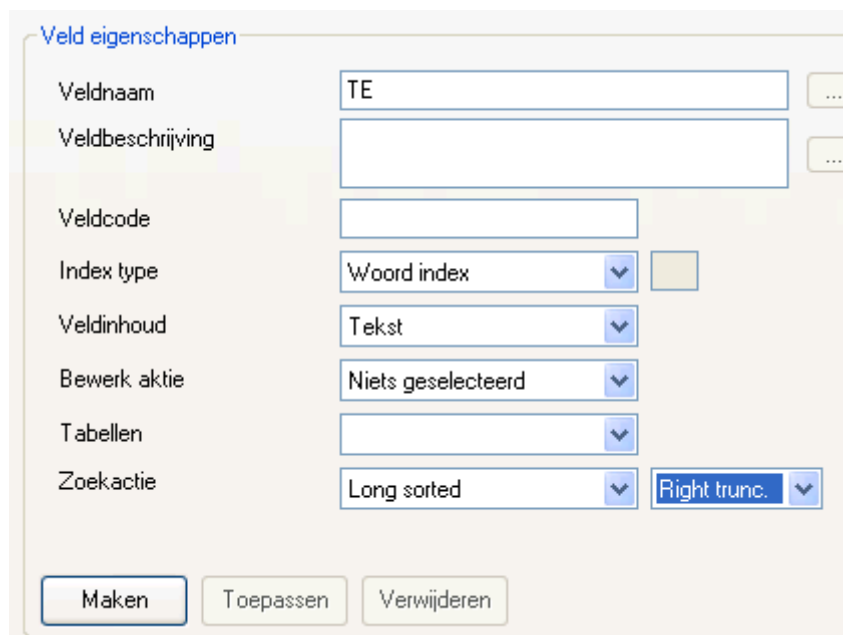 Veld eigenschappen
Veldnaam TE ...
Veldbeschrijving ...
Veldcode
Index type Woord index
Veldinhoud Tekst
Bewerk aktie Niets geselecteerd
Tabellen
Zoekactie Long sorted Right trunc.
Maken Toepassen Verwijderen